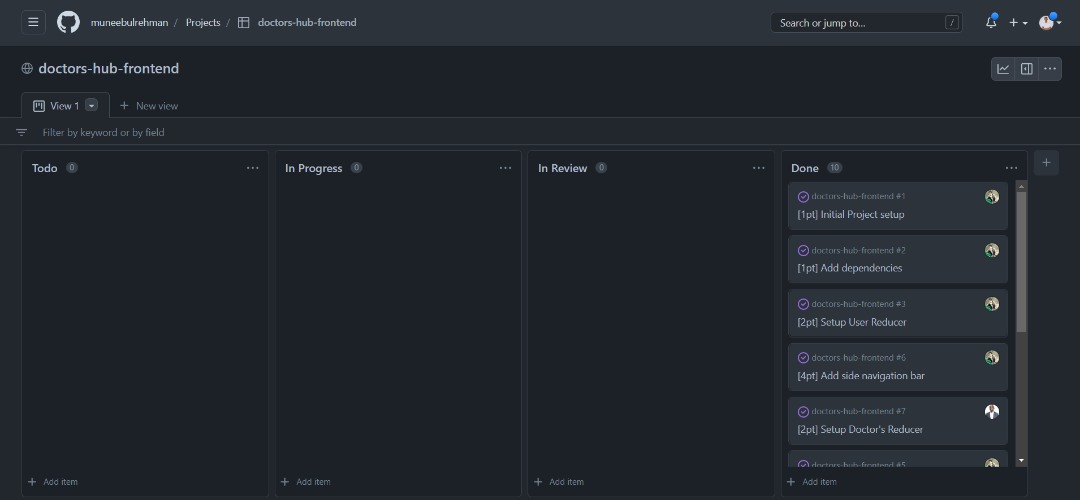 muneebulrehman / Projects / doctors-hub-frontend
Search or jump to... /
doctors-hub-frontend
View 1
New view
Filter by keyword or by field
Todo 0
In Progress 0
In Review 0
Done 10
doctors-hub-frontend #1
[1pt] Initial Project setup
doctors-hub-frontend #2
[1pt] Add dependencies
doctors-hub-frontend #3
[2pt] Setup User Reducer
doctors-hub-frontend #6
[4pt] Add side navigation bar
doctors-hub-frontend #7
[2pt] Setup Doctor's Reducer
doctors-hub-frontend #5
Add item
Add item
Add item
Add item